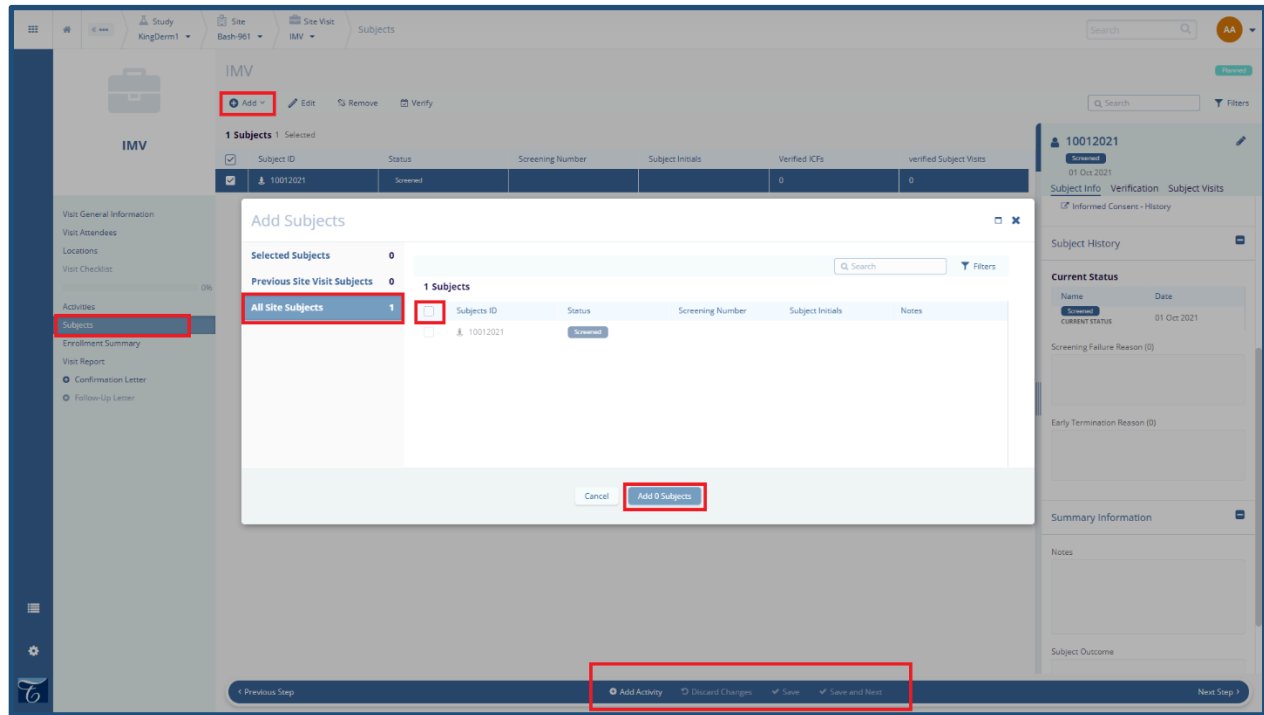 Study
KingDerm1
Site
Bash-961
Site Visit
IMV
Subjects
Search
AA
IMV
Planned
Add
Edit
Remove
Verify
Search
Filters
IMV
1 Subjects 1 Selected
Subject ID Status Screening Number Subject Initials Verified ICFs verified Subject Visits
10012021 Screened 0 0
Visit General Information
Visit Attendees
Locations
Visit Checklist
0%
Activities
Subjects
Enrollment Summary
Visit Report
Confirmation Letter
Follow-Up Letter
Add Subjects
Selected Subjects 0
Previous Site Visit Subjects 0
All Site Subjects 1
Search
Filters
1 Subjects
Subjects ID Status Screening Number Subject Initials Notes
10012021 Screened
Cancel
Add 0 Subjects
10012021
Screened
01 Oct 2021
Subject Info Verification Subject Visits
Informed Consent - History
Subject History
Current Status
Name Date
Screened
CURRENT STATUS
01 Oct 2021
Screening Failure Reason (0)
Early Termination Reason (0)
Summary Information
Notes
Subject Outcome
Previous Step
Add Activity
Discard Changes
Save
Save and Next
Next Step